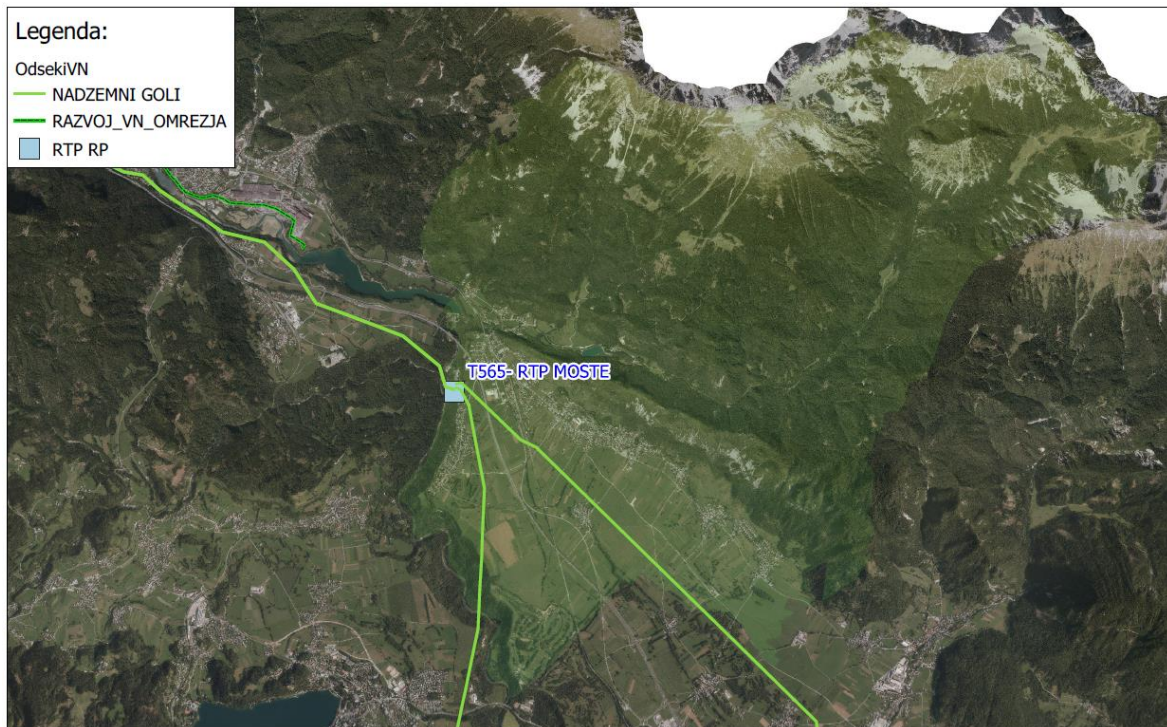 Legenda:
OdsekiVN
NADZEMNI GOLI
RAZVOJ_VN_OMREZJA
RTP RP
T565- RTP MOSTE